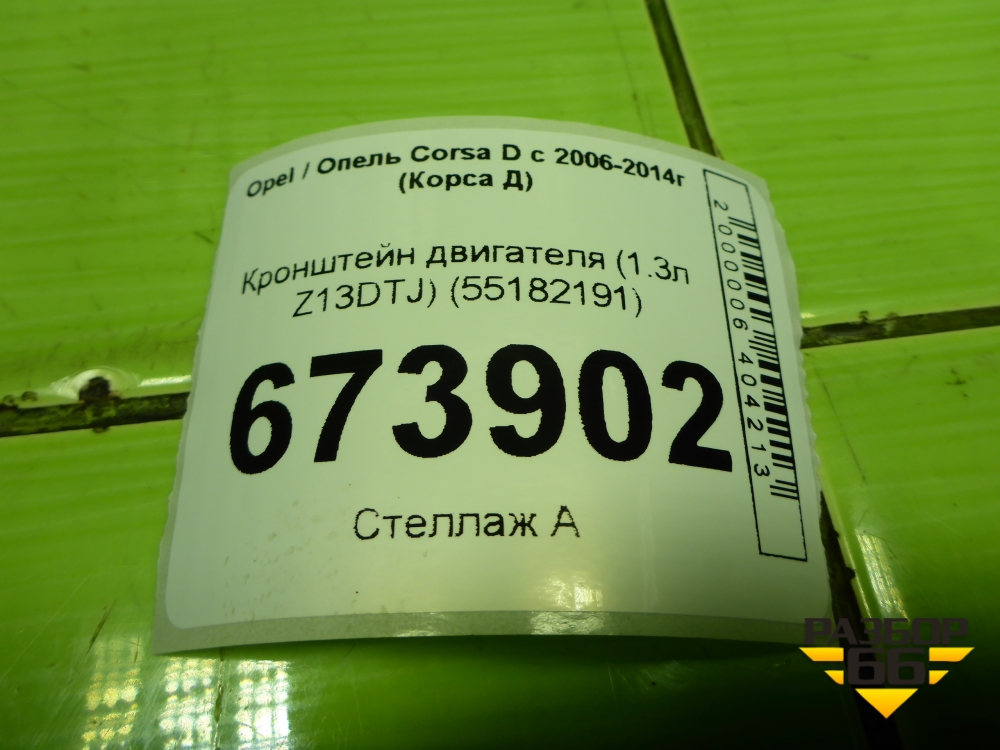 Opel / Опель Corsa D с 2006-2014г
(Корса Д)
Кронштейн двигателя (1.3л
Z13DTJ) (55182191)
673902
Стеллаж А
2000006404213
РАЗБОР
66